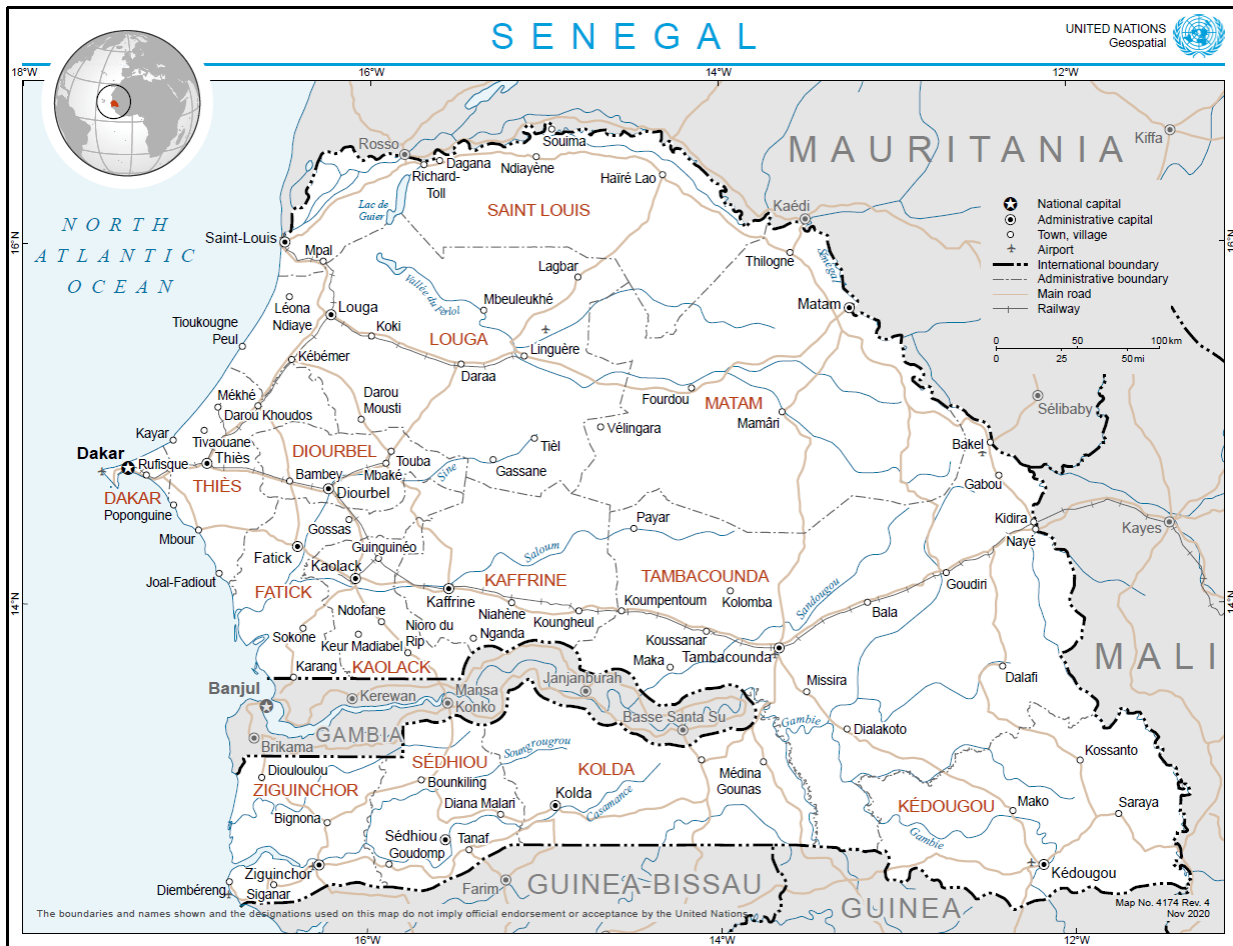 SENEGAL
UNITED NATIONS
Geospatial
18°W
16°W
14°W
12°W
MAURITANIA
Kiffa
Rosso
Souima
Dagana
Ndiayène
Richard-
Toll
Haïré Lao
Lac de
Guier
SAINT LOUIS
Kaédi
National capital
Administrative capital
Town, village
Airport
International boundary
Administrative boundary
Main road
Railway
0 50 100 km
0 25 50 mi
NORTH
ATLANTIC
OCEAN
16°N
16°N
Saint-Louis
Mpal
Lagbar
Thilogne
Sénégal
Vallée du Ferlol
Mbeuleukhé
Matam
Léona
Ndiaye
Louga
Koki
Tioukougne
Peul
LOUGA
Linguère
Kébémer
Daraa
Mékhé
Darou Khoudos
Darou
Mousti
Fourdou
MATAM
Mamâri
Sélibaby
Kayar
Tivaouane
Vélingara
Tièl
Bakel
Dakar
Rufisque
Thiès
DIOURBEL
Touba
Bambey
Mbaké
Sine
Gassane
DAKAR
THIÈS
Diourbel
Gabou
Poponguine
Mbour
Gossas
Payar
Kidira
Nayé
Kayes
Fatick
Guinguinéo
Kaolack
Saloum
Joal-Fadiout
FATICK
KAFFRINE
TAMBACOUNDA
Goudiri
14°N
14°N
Kaffrine
Niahène
Koungheul
Koumpentoum
Kolomba
Sandougou
Bala
Ndofane
Nioro du
Rip
Sokone
Keur Madiabel
Nganda
Koussanar
Tambacounda
Karang
KAOLACK
Maka
MALI
Banjul
Kerewan
Mansa
Konko
Janjanburah
Missira
Dalafi
Basse Santa Su
Gambie
Dialakoto
Brikama
GAMBIA
Kossanto
Diouloulou
SÉDHIOU
Soungrougrou
KOLDA
Médina
Gounas
ZIGUINCHOR
Bounkiling
Diana Malari
Kolda
Casamance
KÉDOUGOU
Mako
Saraya
Bignona
Sédhiou
Tanaf
Goudomp
Gambie
Ziguinchor
Kédougou
Diembéreng
Siganar
Farim
GUINEA-BISSAU
GUINEA
Map No. 4174 Rev. 4
Nov 2020
The boundaries and names shown and the designations used on this map do not imply official endorsement or acceptance by the United Nations.
16°W
14°W
12°W